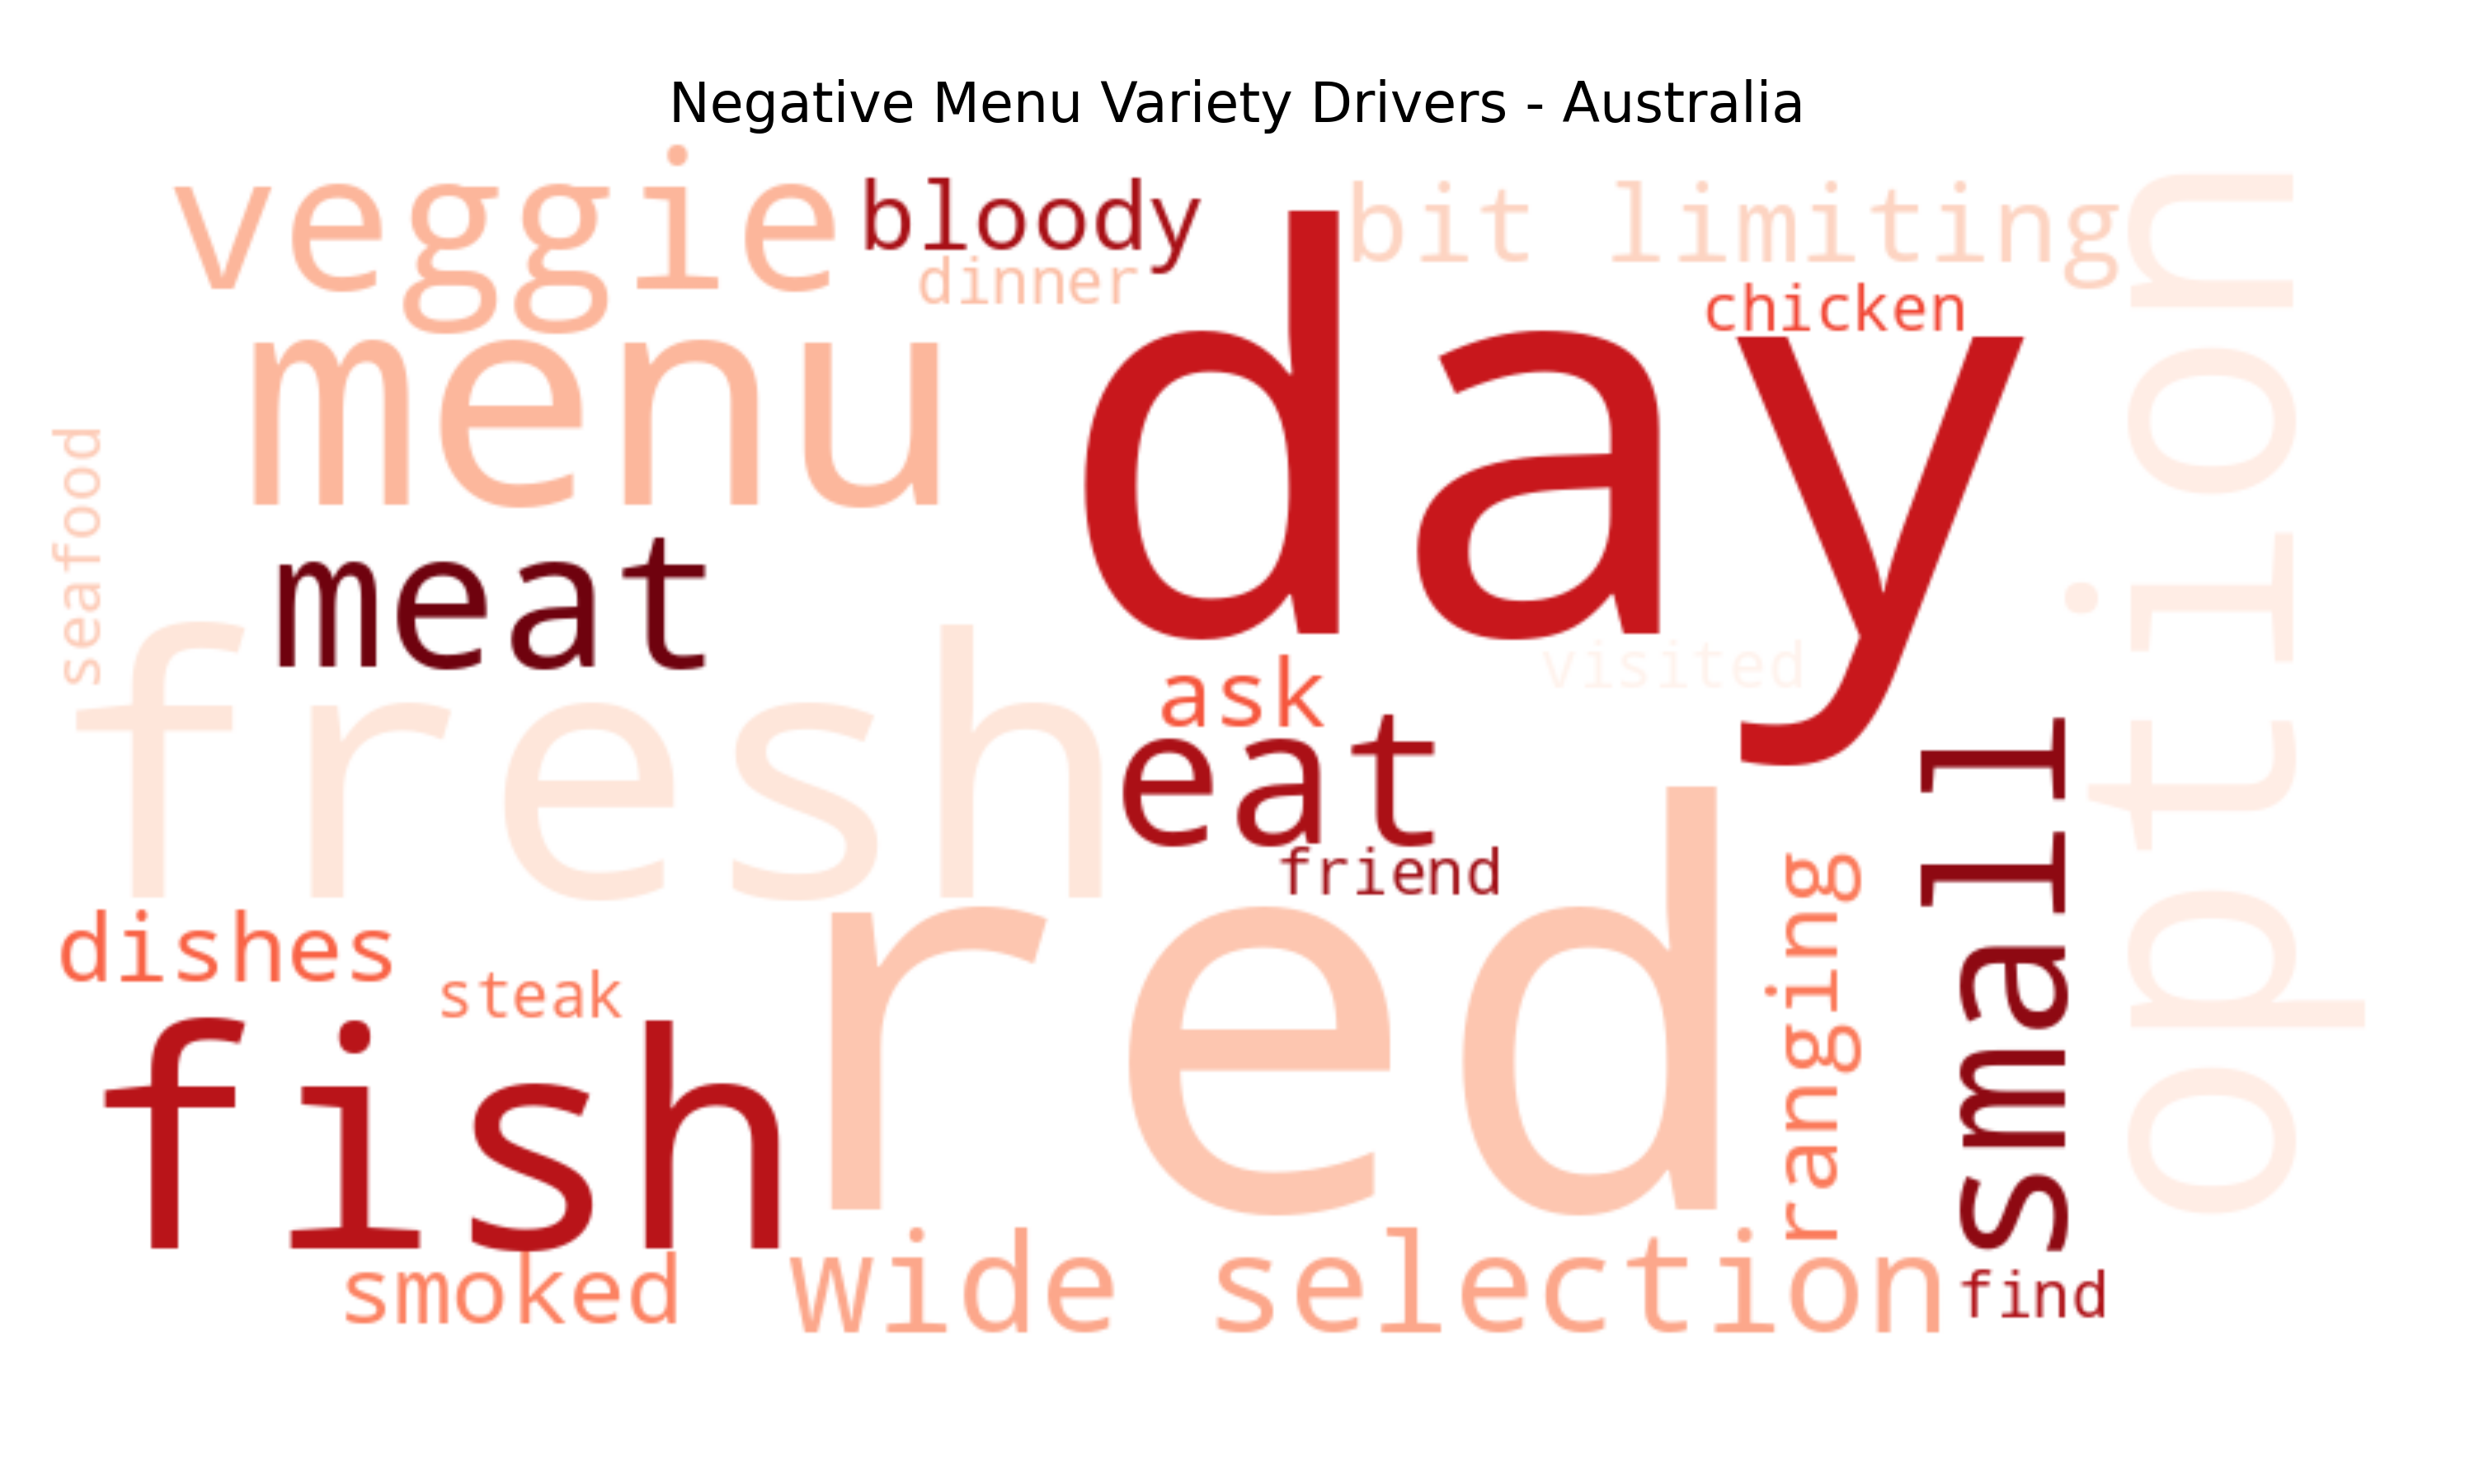 Negative Menu Variety Drivers - Australia
veggie
bloody
bit limiting
dinner
chicken
menu
day
option
seafood
meat
fresh
ask
visited
eat
friend
small
ranging
dishes
steak
red
fish
smoked
wide selection
find